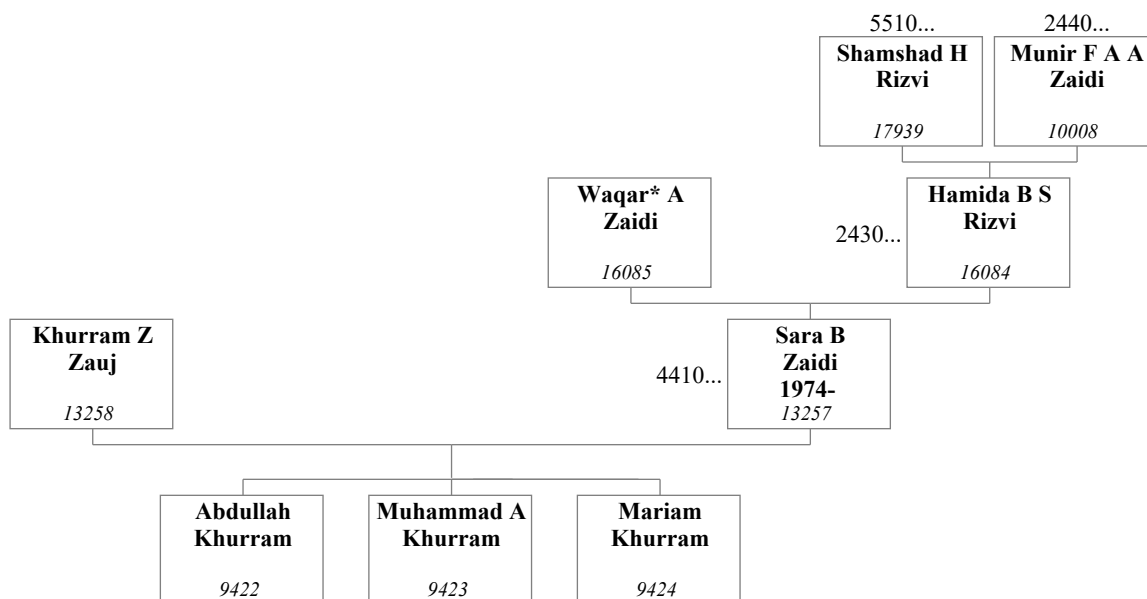 5510...
2440...
Shamshad H
Rizvi
17939
Munir F A A
Zaidi
10008
Waqar* A
Zaidi
16085
2430...
Hamida B S
Rizvi
16084
Khurram Z
Zauj
13258
4410...
Sara B
Zaidi
1974-
13257
Abdullah
Khurram
9422
Muhammad A
Khurram
9423
Mariam
Khurram
9424